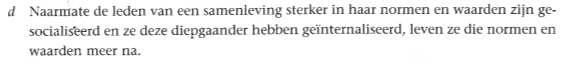 d Naarmate de leden van een samenleving sterker in haar normen en waarden zijn ge-
socialiseerd en ze deze diepgaander hebben geïnternaliseerd, leven ze die normen en
waarden meer na.